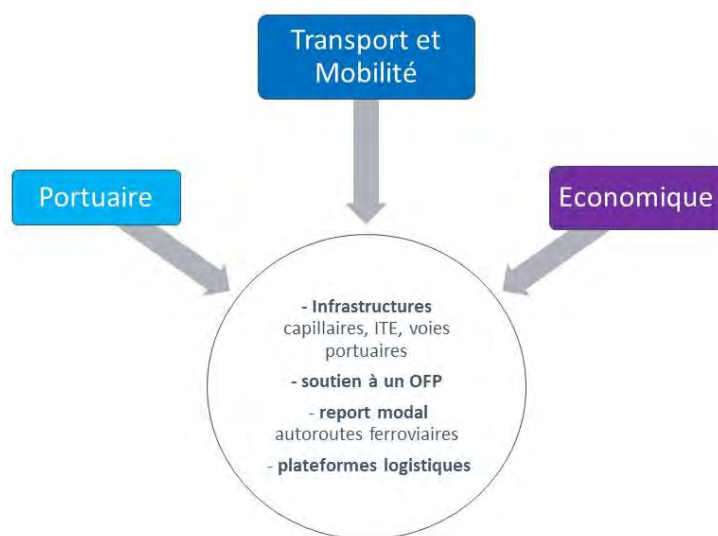 Transport et
Mobilité
Portuaire
Economique
- Infrastructures
capillaires, ITE, voies
portuaires
- soutien à un OFP
- report modal
autoroutes ferroviaires
- plateformes logistiques